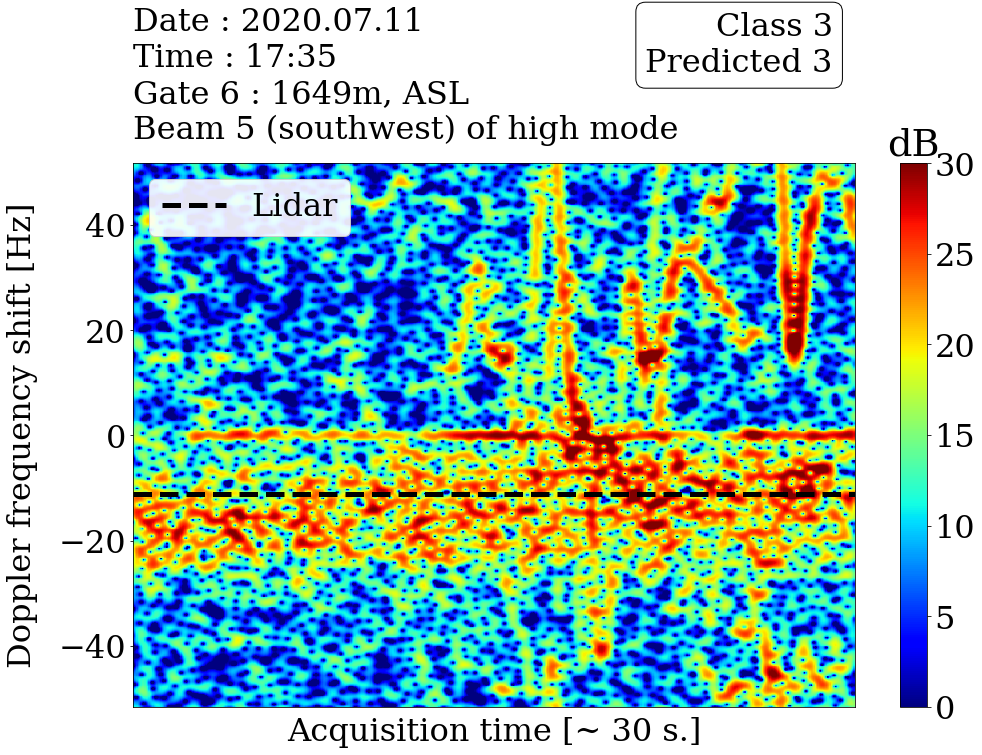 Date : 2020.07.11
Time : 17:35
Gate 6 : 1649m, ASL
Beam 5 (southwest) of high mode
Class 3
Predicted 3
dB
Lidar
Doppler frequency shift [Hz]
40
20
0
−20
−40
30
25
20
15
10
5
0
Acquisition time [~ 30 s.]